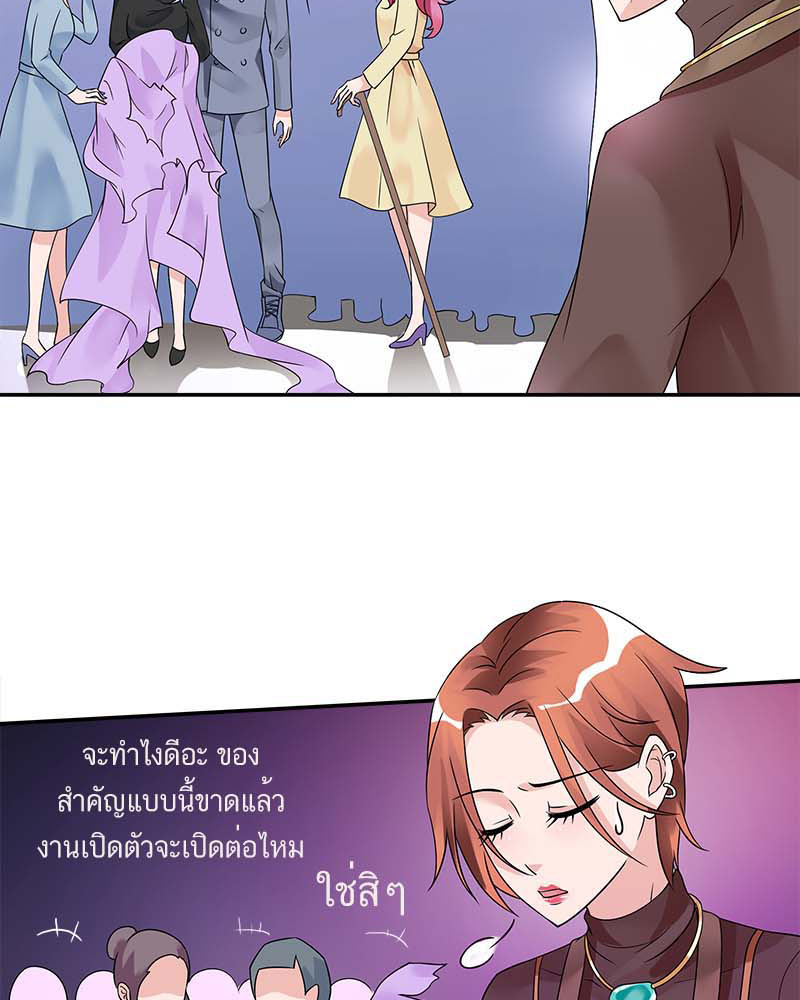 จะทำไงดีอะ ของ
สำคัญแบบนี้ขาดแล้ว
งานเปิดตัวจะเปิดต่อไหม
ใช่สิๆ